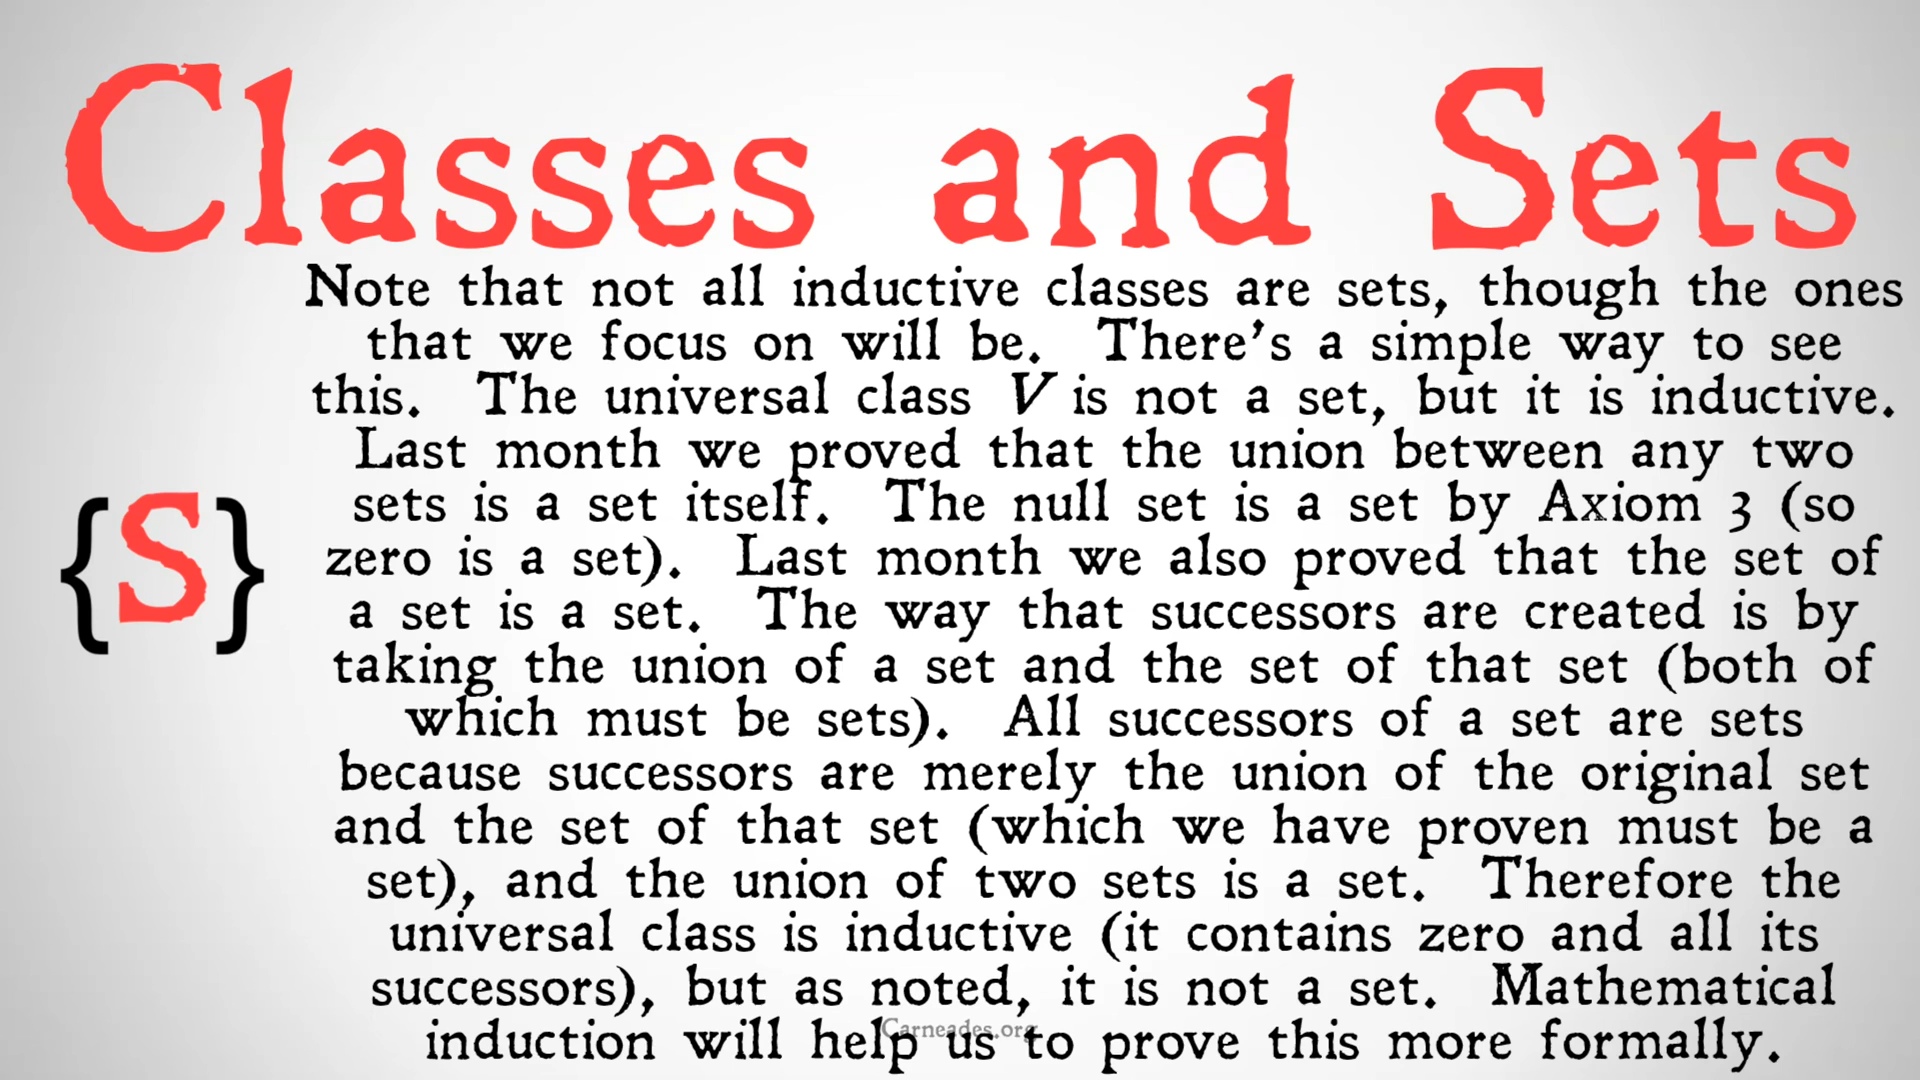 Classes and Sets
Note that not all inductive classes are sets, though the ones
that we focus on will be. There's a simple way to see
this. The universal class V is not a set, but it is inductive.
Last month we proved that the union between any two
sets is a set itself. The null set is a set by Axiom 3 (so
zero is a set). Last month we also proved that the set of
a set is a set. The way that successors are created is by
taking the union of a set and the set of that set (both of
which must be sets). All successors of a set are sets
because successors are merely the union of the original set
and the set of that set (which we have proven must be a
set), and the union of two sets is a set. Therefore the
universal class is inductive (it contains zero and all its
successors), but as noted, it is not a set. Mathematical
induction will help us to prove this more formally.
{S}
Carneades.org